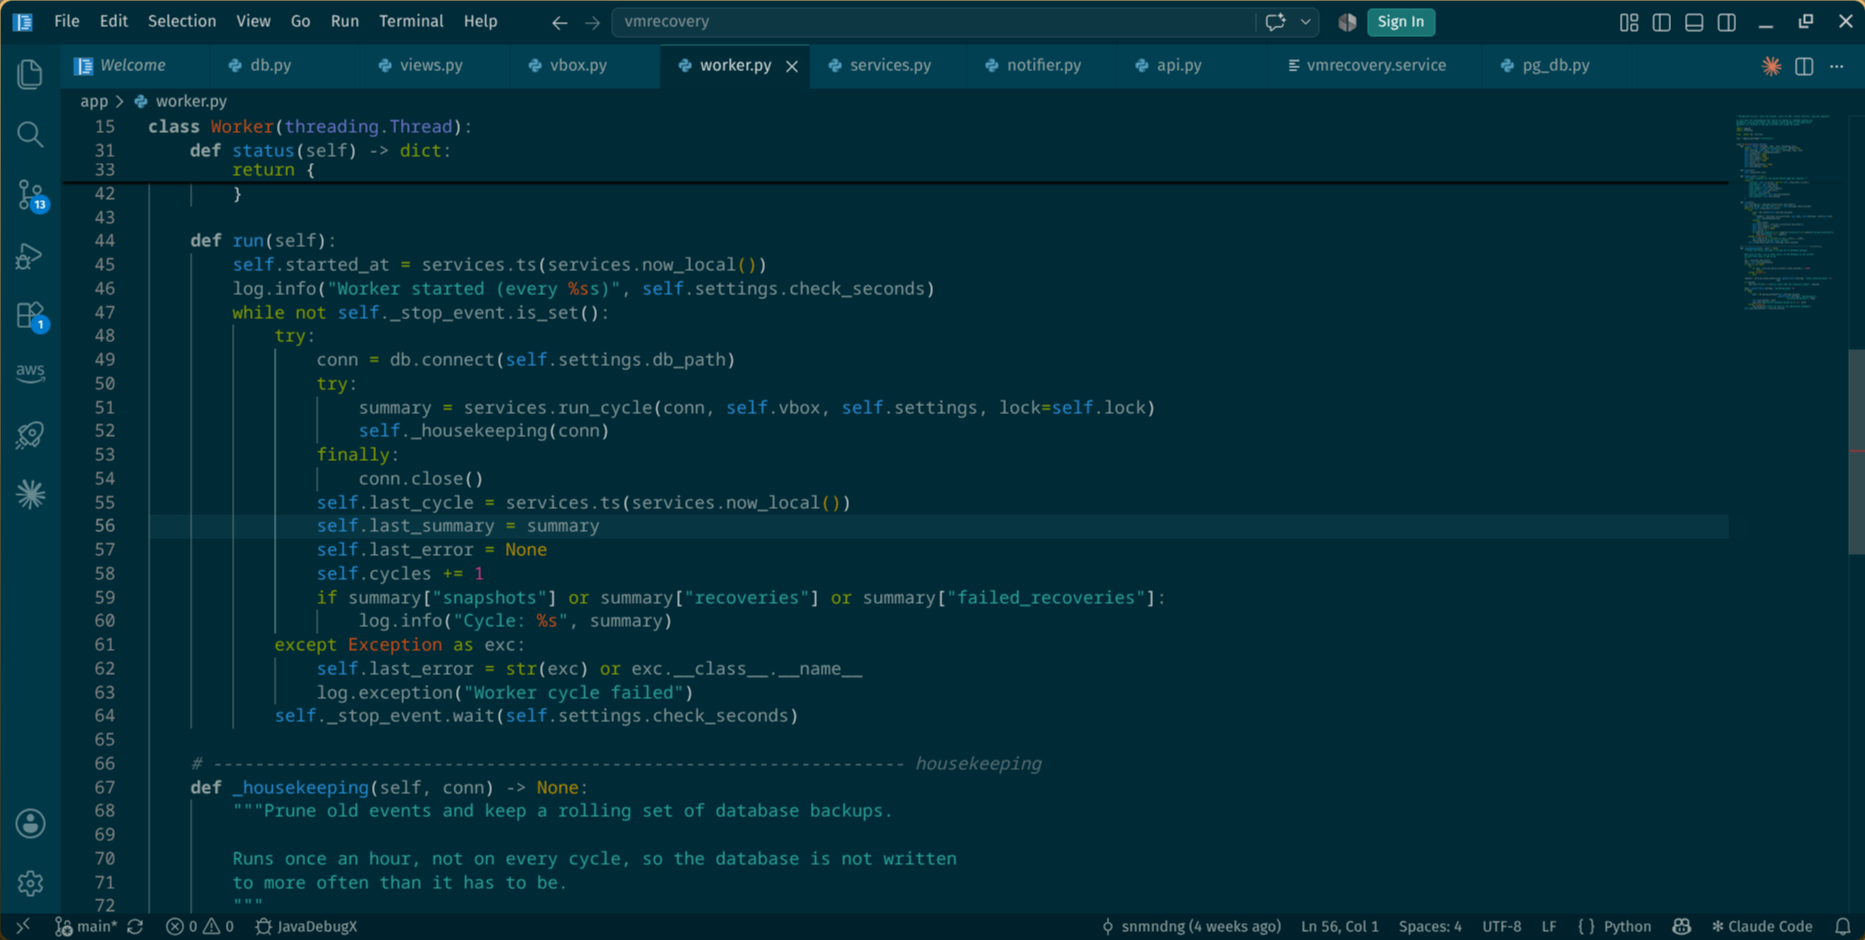 File Edit Selection View Go Run Terminal Help
vmrecovery
Sign In
Welcome db.py views.py vbox.py worker.py services.py notifier.py api.py vmrecovery.service pg_db.py
app > worker.py
15 class Worker(threading.Thread):
31     def status(self) -> dict:
33         return {
42         }
43
44     def run(self):
45         self.started_at = services.ts(services.now_local())
46         log.info("Worker started (every %ss)", self.settings.check_seconds)
47         while not self._stop_event.is_set():
48             try:
49                 conn = db.connect(self.settings.db_path)
50                 try:
51                     summary = services.run_cycle(conn, self.vbox, self.settings, lock=self.lock)
52                     self._housekeeping(conn)
53                 finally:
54                     conn.close()
55                 self.last_cycle = services.ts(services.now_local())
56                 self.last_summary = summary
57                 self.last_error = None
58                 self.cycles += 1
59                 if summary["snapshots"] or summary["recoveries"] or summary["failed_recoveries"]:
60                     log.info("Cycle: %s", summary)
61             except Exception as exc:
62                 self.last_error = str(exc) or exc.__class__.__name__
63                 log.exception("Worker cycle failed")
64             self._stop_event.wait(self.settings.check_seconds)
65
66     # ------------------------------------------------------------------ housekeeping
67     def _housekeeping(self, conn) -> None:
68         """Prune old events and keep a rolling set of database backups.
69
70         Runs once an hour, not on every cycle, so the database is not written
71         to more often than it has to be.
72         """
13
1
aws
main* 0 0 JavaDebugX snmndng (4 weeks ago) Ln 56, Col 1 Spaces: 4 UTF-8 LF { } Python Claude Code